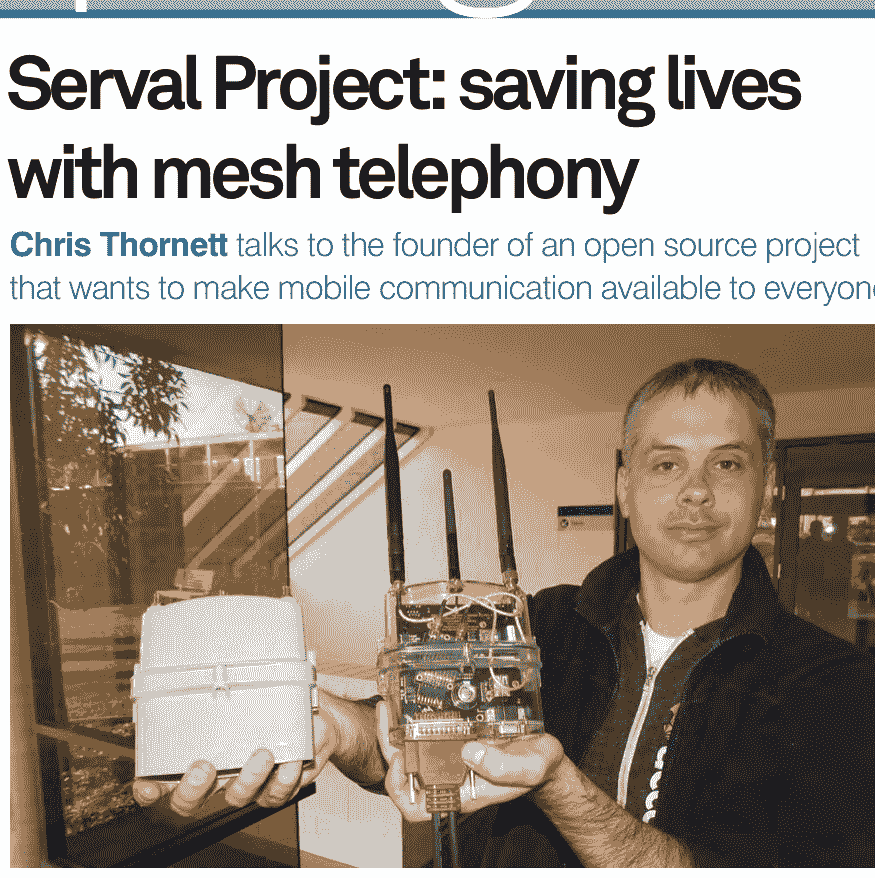 Serval Project: saving lives
with mesh telephony
Chris Thornett talks to the founder of an open source project
that wants to make mobile communication available to everyone